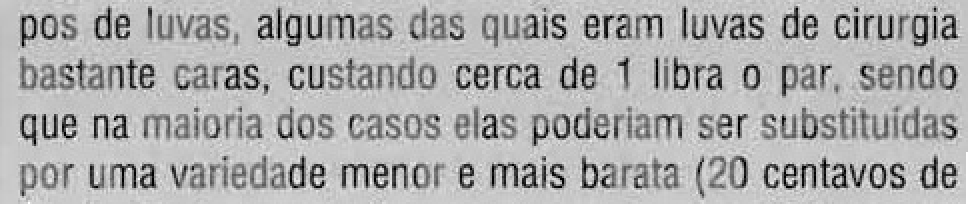 pos de luvas, algumas das quais eram luvas de cirurgia
bastante caras, custando cerca de 1 libra o par, sendo
que na maioria dos casos elas poderiam ser substituídas
por uma variedade menor e mais barata (20 centavos de